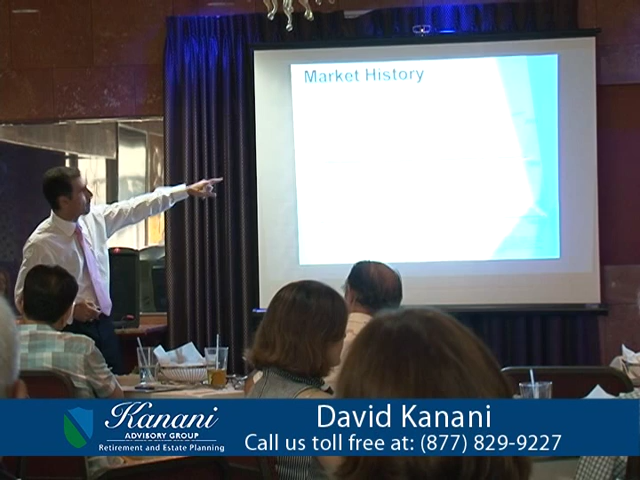 Market History
Kanani
ADVISORY GROUP
Retirement and Estate Planning
David Kanani
Call us toll free at: (877) 829-9227